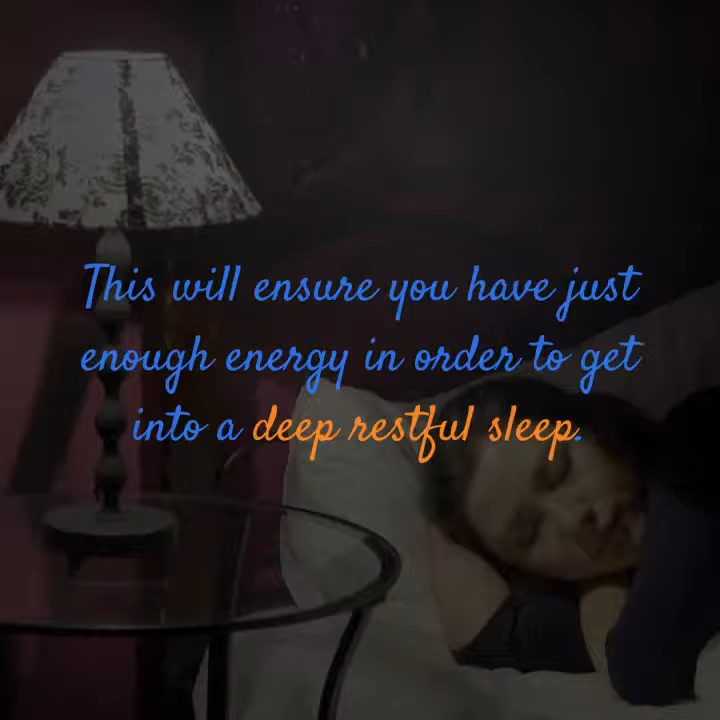 This will ensure you have just
enough energy in order to get
into a deep restful sleep.